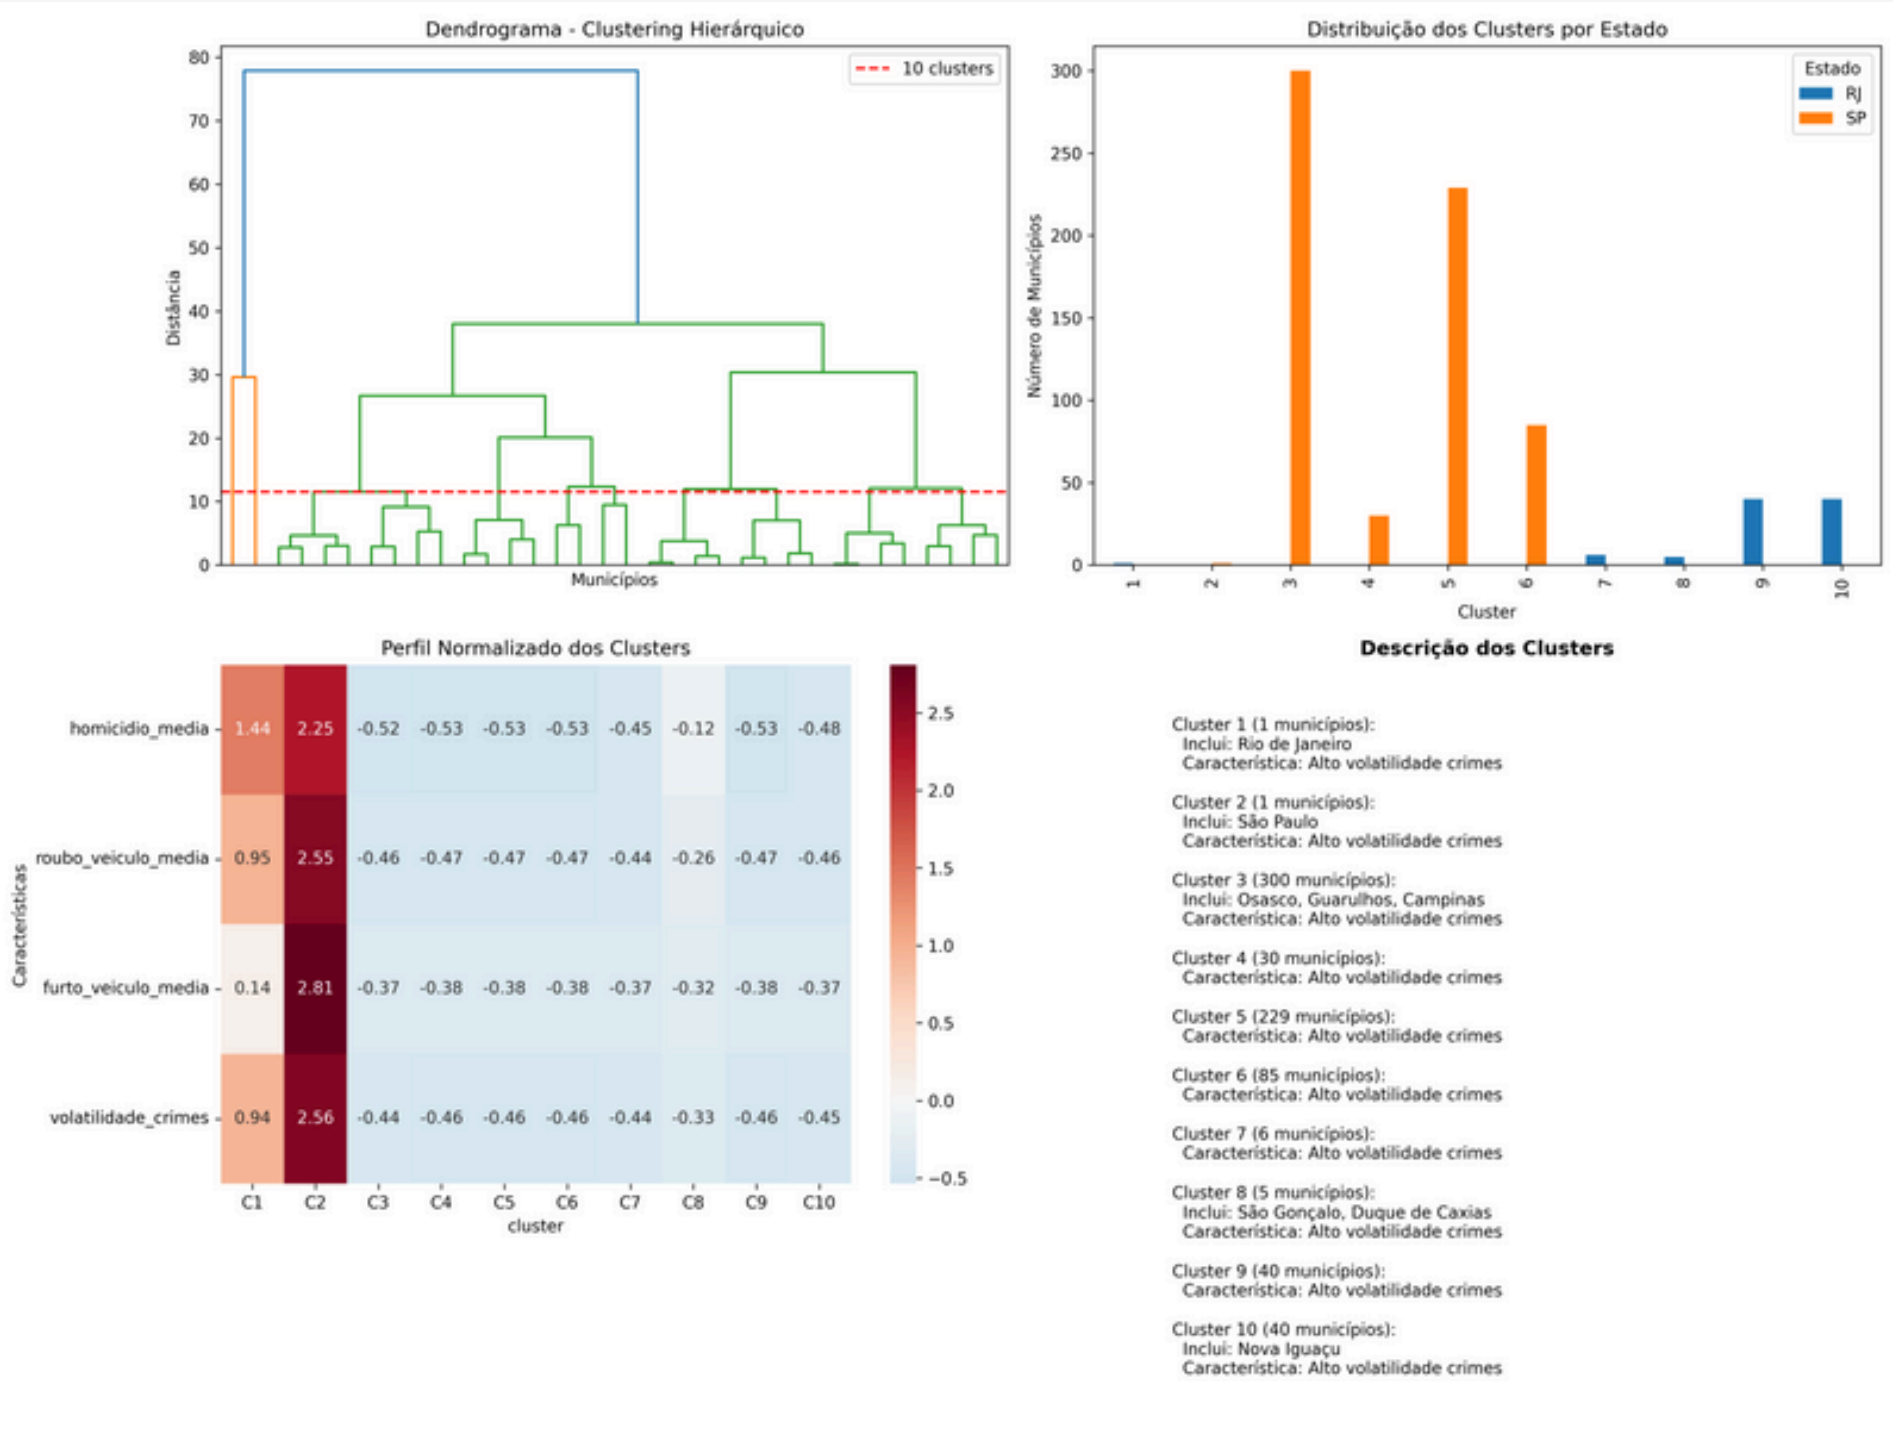 Dendrograma - Clustering Hierárquico
10 clusters
80
70
60
50
40
30
20
10
0
Distância
Municípios
Distribuição dos Clusters por Estado
Estado
RJ
SP
300
250
200
150
100
50
0
Número de Municípios
1 2 3 4 5 6 7 8 9 10
Cluster
Perfil Normalizado dos Clusters
Características
homicidio_media 1.44 2.25 -0.52 -0.53 -0.53 -0.53 -0.45 -0.12 -0.53 -0.48
roubo_veiculo_media 0.95 2.55 -0.46 -0.47 -0.47 -0.47 -0.44 -0.26 -0.47 -0.46
furto_veiculo_media 0.14 2.81 -0.37 -0.38 -0.38 -0.38 -0.37 -0.32 -0.38 -0.37
volatilidade_crimes 0.94 2.56 -0.44 -0.46 -0.46 -0.46 -0.44 -0.33 -0.46 -0.45
C1 C2 C3 C4 C5 C6 C7 C8 C9 C10
cluster
2.5
2.0
1.5
1.0
0.5
0.0
−0.5
Descrição dos Clusters
Cluster 1 (1 municípios):
Inclui: Rio de Janeiro
Característica: Alto volatilidade crimes
Cluster 2 (1 municípios):
Inclui: São Paulo
Característica: Alto volatilidade crimes
Cluster 3 (300 municípios):
Inclui: Osasco, Guarulhos, Campinas
Característica: Alto volatilidade crimes
Cluster 4 (30 municípios):
Característica: Alto volatilidade crimes
Cluster 5 (229 municípios):
Característica: Alto volatilidade crimes
Cluster 6 (85 municípios):
Característica: Alto volatilidade crimes
Cluster 7 (6 municípios):
Característica: Alto volatilidade crimes
Cluster 8 (5 municípios):
Inclui: São Gonçalo, Duque de Caxias
Característica: Alto volatilidade crimes
Cluster 9 (40 municípios):
Característica: Alto volatilidade crimes
Cluster 10 (40 municípios):
Inclui: Nova Iguaçu
Característica: Alto volatilidade crimes